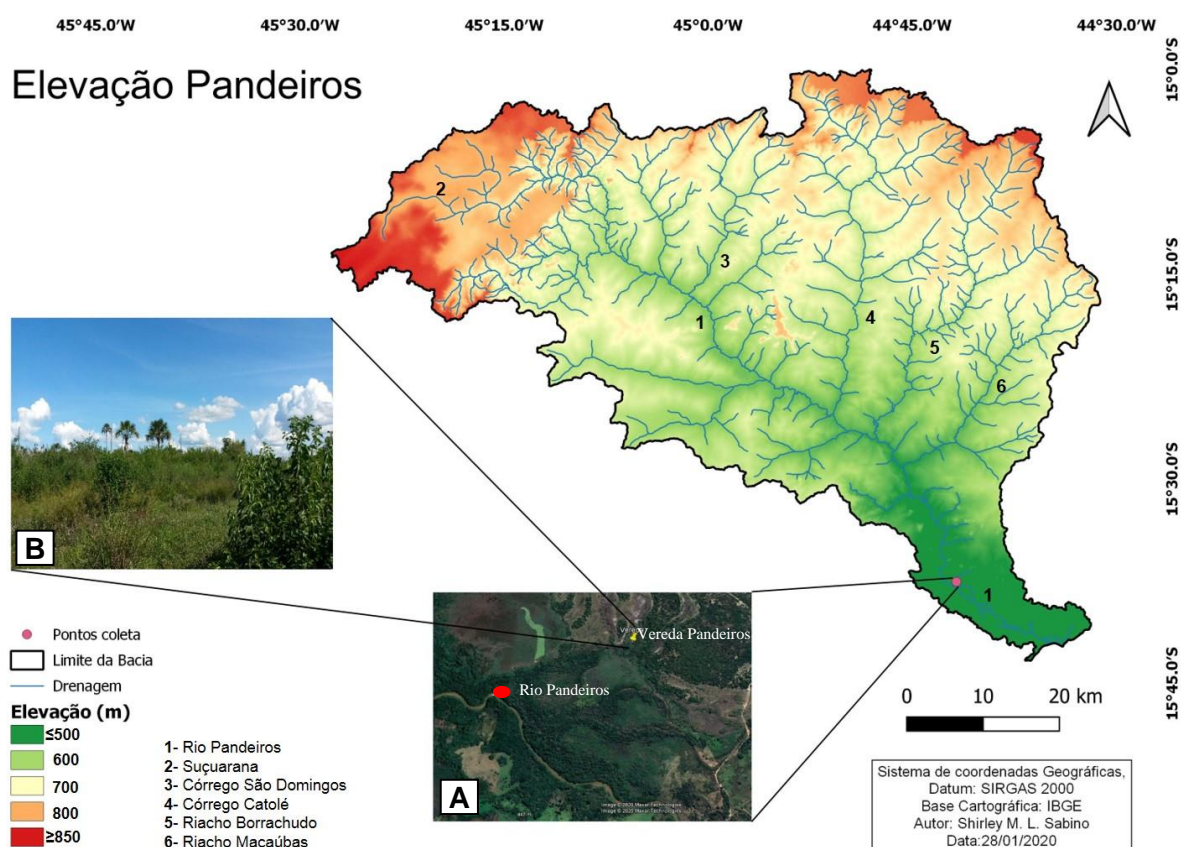 45°45.0'W 45°30.0'W 45°15.0'W 45°0.0'W 44°45.0'W 44°30.0'W
Elevação Pandeiros
15°0.0'S
15°15.0'S
15°30.0'S
15°45.0'S
2
3
1
4
5
6
1
B
Vereda Pandeiros
Rio Pandeiros
A
Pontos coleta
Limite da Bacia
Drenagem
Elevação (m)
≤500
600
700
800
≥850
1- Rio Pandeiros
2- Suçuarana
3- Córrego São Domingos
4- Córrego Catolé
5- Riacho Borrachudo
6- Riacho Macaúbas
0 10 20 km
Sistema de coordenadas Geográficas,
Datum: SIRGAS 2000
Base Cartográfica: IBGE
Autor: Shirley M. L. Sabino
Data:28/01/2020